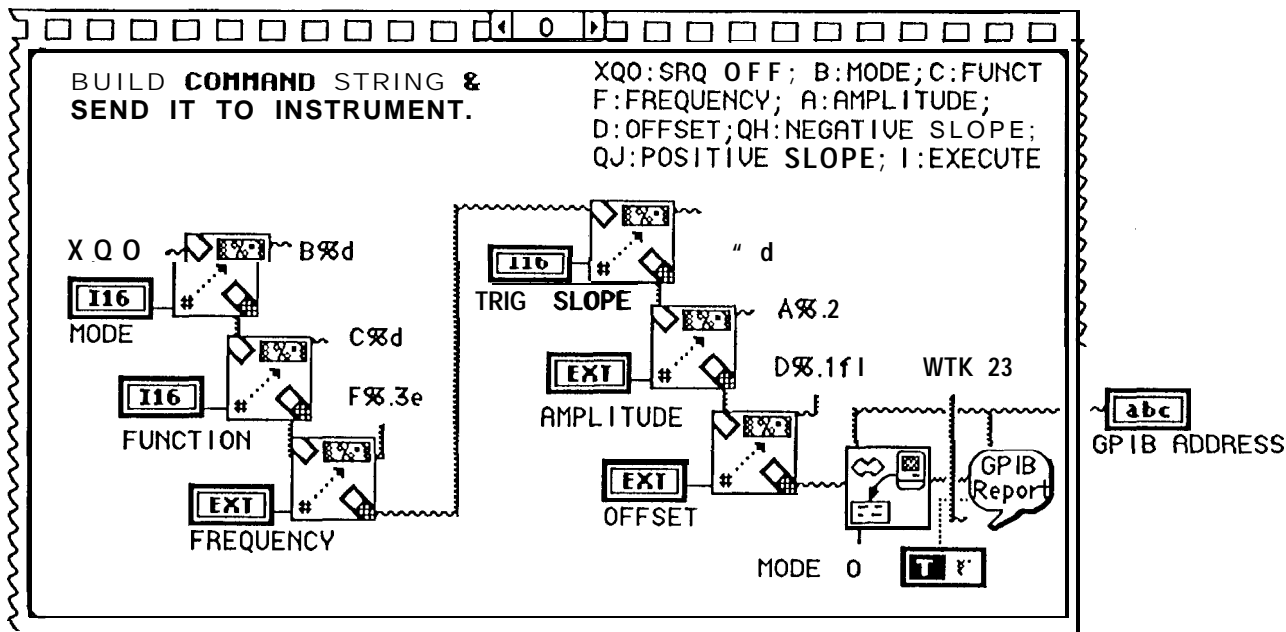 0
BUILD COMMAND STRING &
SEND IT TO INSTRUMENT.
XQO:SRQ OFF; B:MODE;C:FUNCT
F:FREQUENCY; A:AMPLITUDE;
D:OFFSET;QH:NEGATIVE SLOPE;
QJ:POSITIVE SLOPE; I:EXECUTE
XQO
B%d
I16
#
MODE
C%d
I16
#
FUNCTION
F%.3e
EXT
#
FREQUENCY
I16
#
" d
TRIG SLOPE
A%.2
EXT
#
AMPLITUDE
D%.1fI
WTK 23
EXT
#
OFFSET
GPIB
Report
abc
GPIB ADDRESS
MODE 0
T